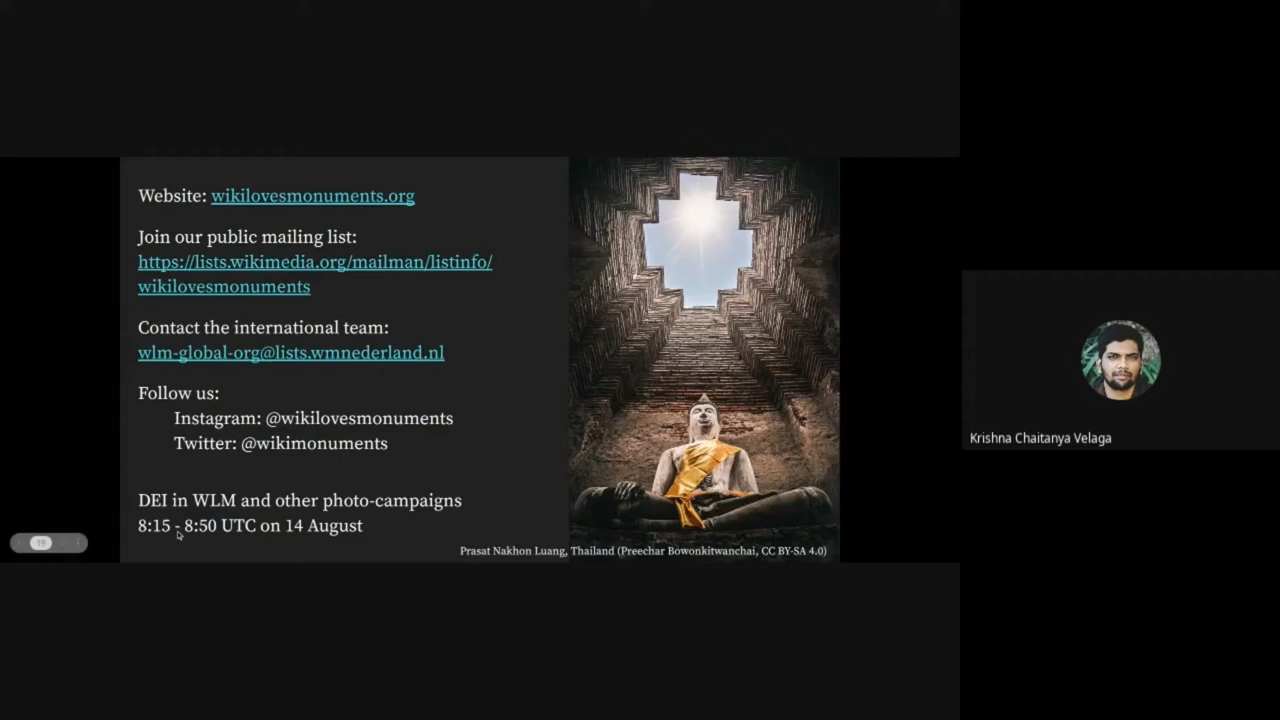 Website: wikilovesmonuments.org
Join our public mailing list:
https://lists.wikimedia.org/mailman/listinfo/
wikilovesmonuments
Contact the international team:
wlm-global-org@lists.wmnederland.nl
Follow us:
Instagram: @wikilovesmonuments
Twitter: @wikimonuments
DEI in WLM and other photo-campaigns
8:15 - 8:50 UTC on 14 August
Prasat Nakhon Luang, Thailand (Preechar Bowonkitwanchai, CC BY-SA 4.0)
Krishna Chaitanya Velaga